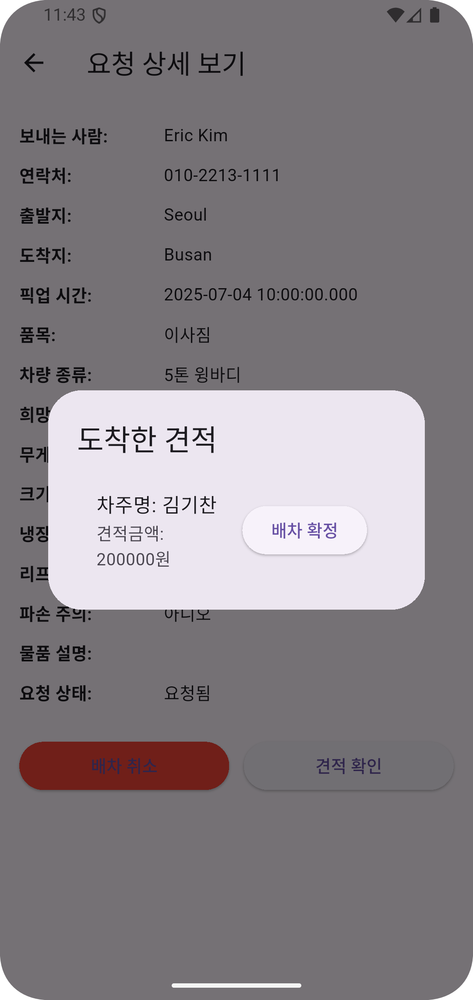 11:43
요청 상세 보기
보내는 사람: Eric Kim
연락처: 010-2213-1111
출발지: Seoul
도착지: Busan
픽업 시간: 2025-07-04 10:00:00.000
품목: 이사짐
차량 종류: 5톤 윙바디
희망
무게
크기
도착한 견적
차주명: 김기찬
견적금액:
200000원
배차 확정
냉장
리프
파손 주의: 아니오
물품 설명:
요청 상태: 요청됨
배차 취소
견적 확인